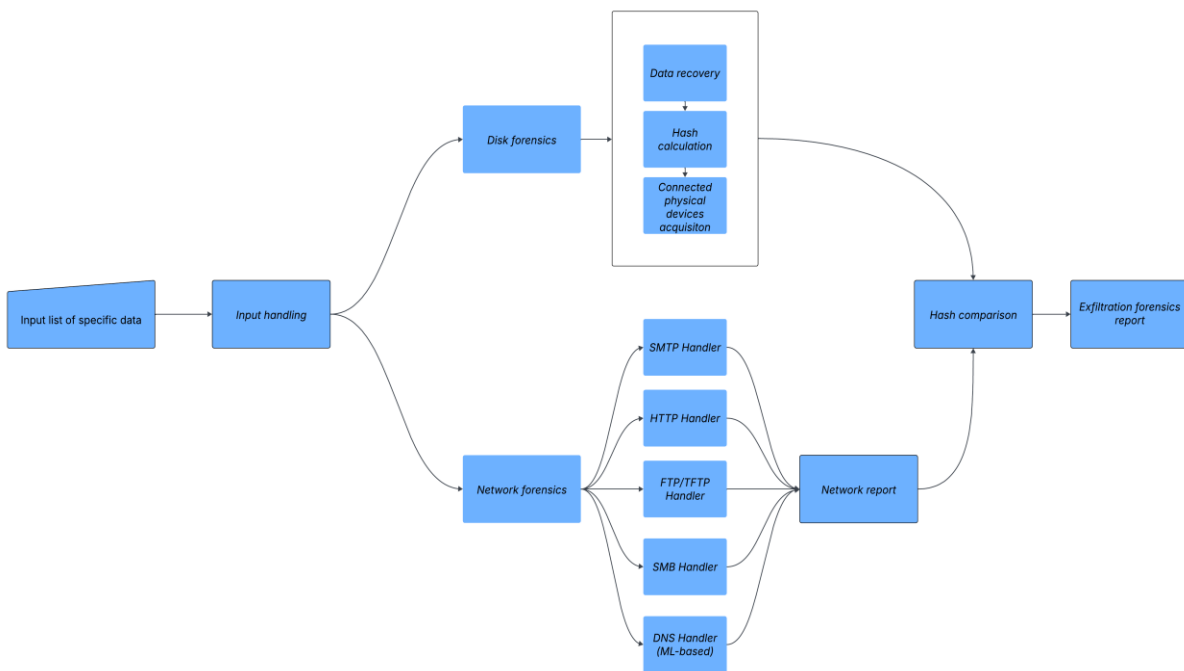 Input list of specific data
Input handling
Disk forensics
Data recovery
Hash
calculation
Connected
physical
devices
acquisiton
Network forensics
SMTP Handler
HTTP Handler
FTP/TFTP
Handler
SMB Handler
DNS Handler
(ML-based)
Network report
Hash comparison
Exfiltration forensics
report